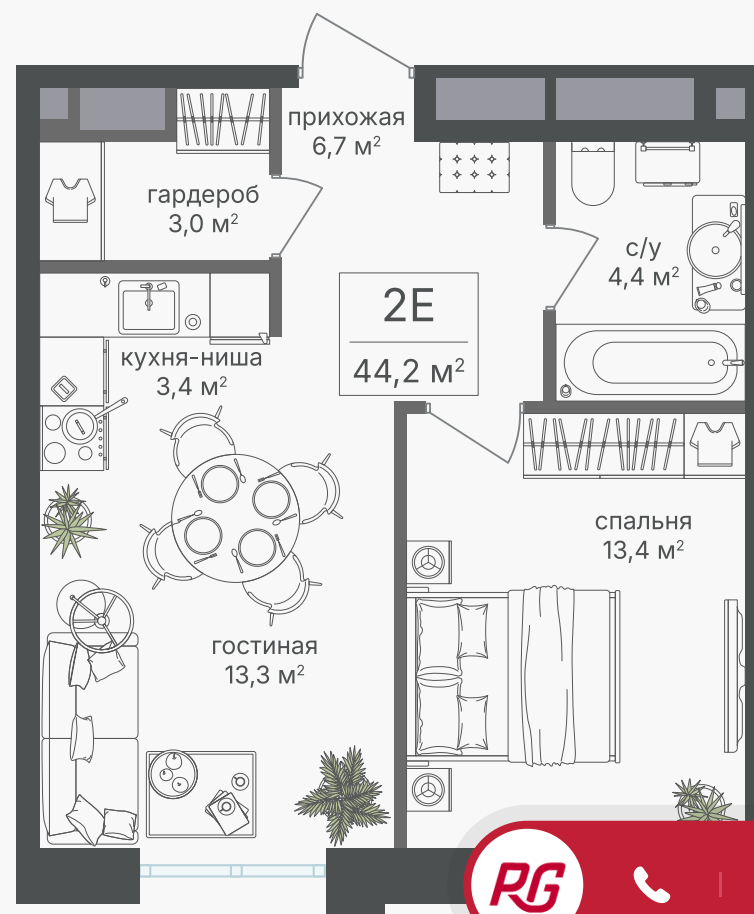 прихожая
6,7 м²
гардероб
3,0 м²
с/у
4,4 м²
2Е
44,2 м²
кухня-ниша
3,4 м²
спальня
13,4 м²
гостиная
13,3 м²
RG